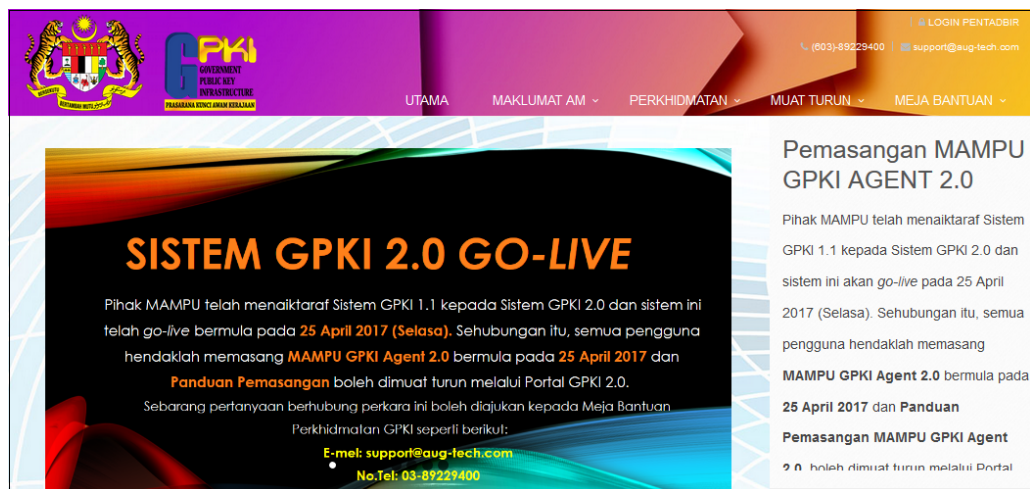 LOGIN PENTADBIR
(603)-89229400 | support@aug-tech.com
GPKI
GOVERNMENT
PUBLIC KEY
INFRASTRUCTURE
PRASARANA KUNCI AWAM KERAJAAN
UTAMA MAKLUMAT AM PERKHIDMATAN MUAT TURUN MEJA BANTUAN
SISTEM GPKI 2.0 GO-LIVE
Pihak MAMPU telah menaiktaraf Sistem GPKI 1.1 kepada Sistem GPKI 2.0 dan sistem ini
telah go-live bermula pada 25 April 2017 (Selasa). Sehubungan itu, semua pengguna
hendaklah memasang MAMPU GPKI Agent 2.0 bermula pada 25 April 2017 dan
Panduan Pemasangan boleh dimuat turun melalui Portal GPKI 2.0.
Sebarang pertanyaan berhubung perkara ini boleh diajukan kepada Meja Bantuan
Perkhidmatan GPKI seperti berikut:
E-mel: support@aug-tech.com
No.Tel: 03-89229400
Pemasangan MAMPU
GPKI AGENT 2.0
Pihak MAMPU telah menaiktaraf Sistem
GPKI 1.1 kepada Sistem GPKI 2.0 dan
sistem ini akan go-live pada 25 April
2017 (Selasa). Sehubungan itu, semua
pengguna hendaklah memasang
MAMPU GPKI Agent 2.0 bermula pada
25 April 2017 dan Panduan
Pemasangan MAMPU GPKI Agent
2.0 boleh dimuat turun melalui Portal